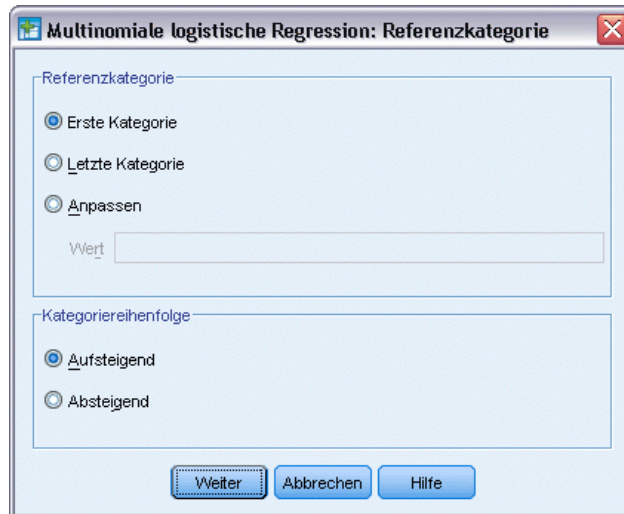 Multinomiale logistische Regression: Referenzkategorie
Referenzkategorie
Erste Kategorie
Letzte Kategorie
Anpassen
Wert
Kategoriereihenfolge
Aufsteigend
Absteigend
Weiter Abbrechen Hilfe